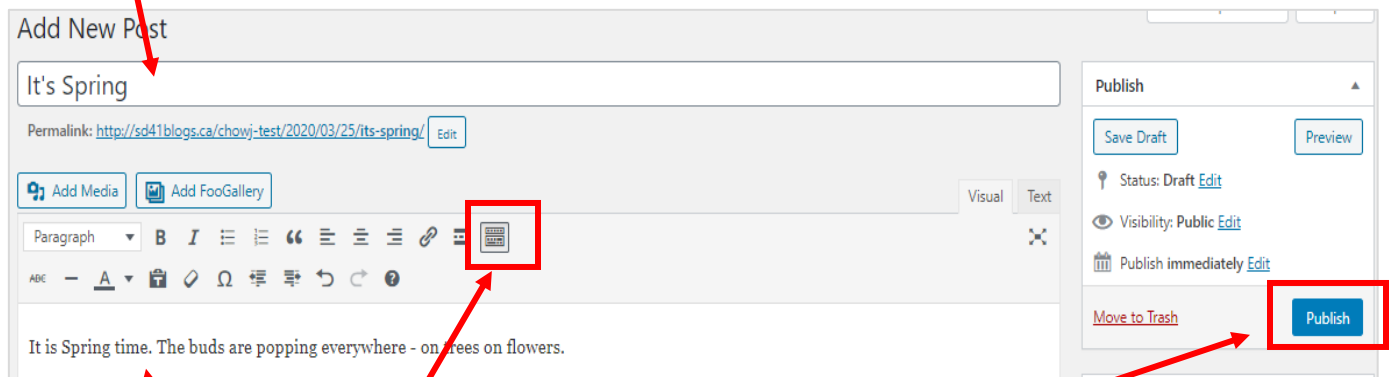 Add New Post
It's Spring
Permalink: http://sd41blogs.ca/chowj-test/2020/03/25/its-spring/ Edit
Add Media Add FooGallery
Visual Text
Paragraph B I
ABC A Ω
It is Spring time. The buds are popping everywhere - on trees on flowers.
Publish
Save Draft Preview
Status: Draft Edit
Visibility: Public Edit
Publish immediately Edit
Move to Trash Publish